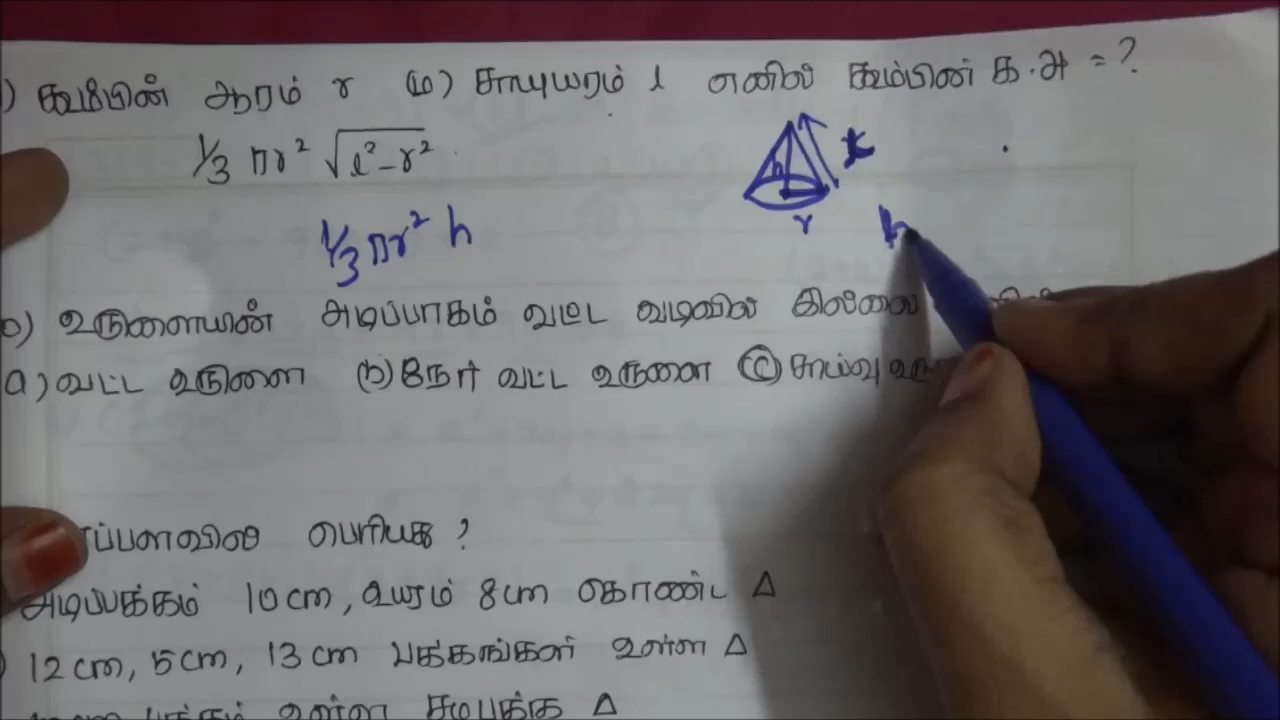 ) கூம்பின் ஆரம் r (ம) சாயுயரம் l எனில் கூம்பின் க.அ = ?
1/3 πr² √l²-r²
l
h
r
1/3 πr² h
h
உருளையின் அடிப்பாகம் வட்ட வடிவில் இல்லை
a) வட்ட உருளை (b) நேர் வட்ட உருளை (c) சாய்வு
ப்பளவில் பெரியது ?
அடிப்பக்கம் 10 cm, உயரம் 8 cm கொண்ட Δ
) 12 cm, 5 cm, 13 cm பக்கங்கள் உள்ள Δ
பக்கம் உள்ள சமபக்க Δ